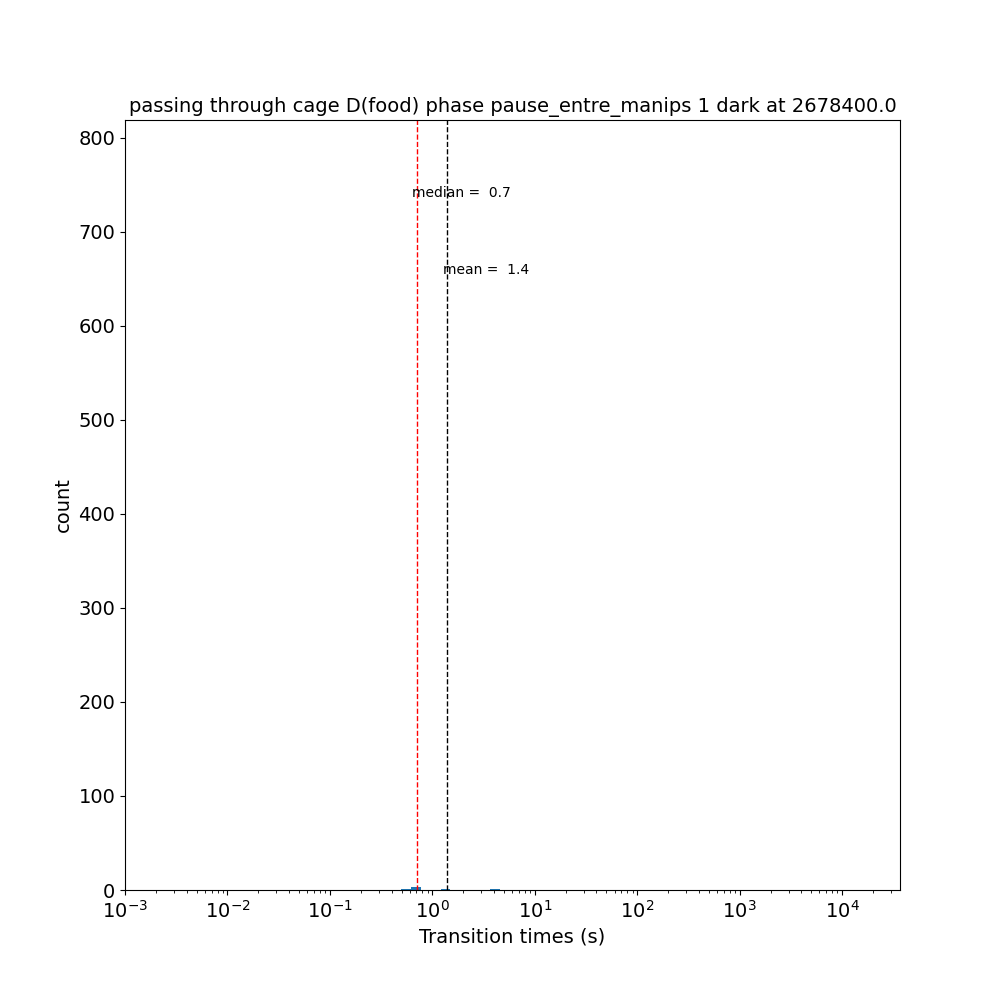 passing through cage D(food) phase pause_entre_manips 1 dark at 2678400.0
800
median =  0.7
700
mean =  1.4
600
500
400
300
200
100
0
count
10⁻³ 10⁻² 10⁻¹ 10⁰ 10¹ 10² 10³ 10⁴
Transition times (s)